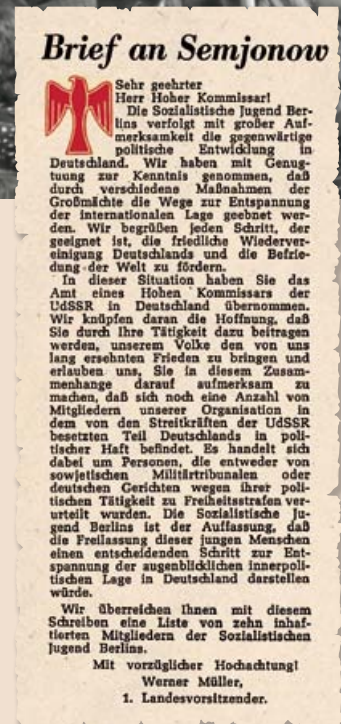 Brief an Semjonow
Sehr geehrter
Herr Hoher Kommissar!
Die Sozialistische Jugend Ber-
lins verfolgt mit großer Auf-
merksamkeit die gegenwärtige
politische Entwicklung in
Deutschland. Wir haben mit Genug-
tuung zur Kenntnis genommen, daß
durch verschiedene Maßnahmen der
Großmächte die Wege zur Entspannung
der internationalen Lage geebnet wer-
den. Wir begrüßen jeden Schritt, der
geeignet ist, die friedliche Wiederver-
einigung Deutschlands und die Befrie-
dung der Welt zu fördern.
In dieser Situation haben Sie das
Amt eines Hohen Kommissars der
UdSSR in Deutschland übernommen.
Wir knüpfen daran die Hoffnung, daß
Sie durch Ihre Tätigkeit dazu beitragen
werden, unserem Volke den von uns
lang ersehnten Frieden zu bringen und
erlauben uns, Sie in diesem Zusam-
menhange darauf aufmerksam zu
machen, daß sich noch eine Anzahl von
Mitgliedern unserer Organisation in
dem von den Streitkräften der UdSSR
besetzten Teil Deutschlands in poli-
tischer Haft befindet. Es handelt sich
dabei um Personen, die entweder von
sowjetischen Militärtribunalen oder
deutschen Gerichten wegen ihrer poli-
tischen Tätigkeit zu Freiheitsstrafen ver-
urteilt wurden. Die Sozialistische Ju-
gend Berlins ist der Auffassung, daß
die Freilassung dieser jungen Menschen
einen entscheidenden Schritt zur Ent-
spannung der augenblicklichen innerpoli-
tischen Lage in Deutschland darstellen
würde.
Wir überreichen Ihnen mit diesem
Schreiben eine Liste von zehn inhaf-
tierten Mitgliedern der Sozialistischen
Jugend Berlins.
Mit vorzüglicher Hochachtung!
Werner Müller,
1. Landesvorsitzender.